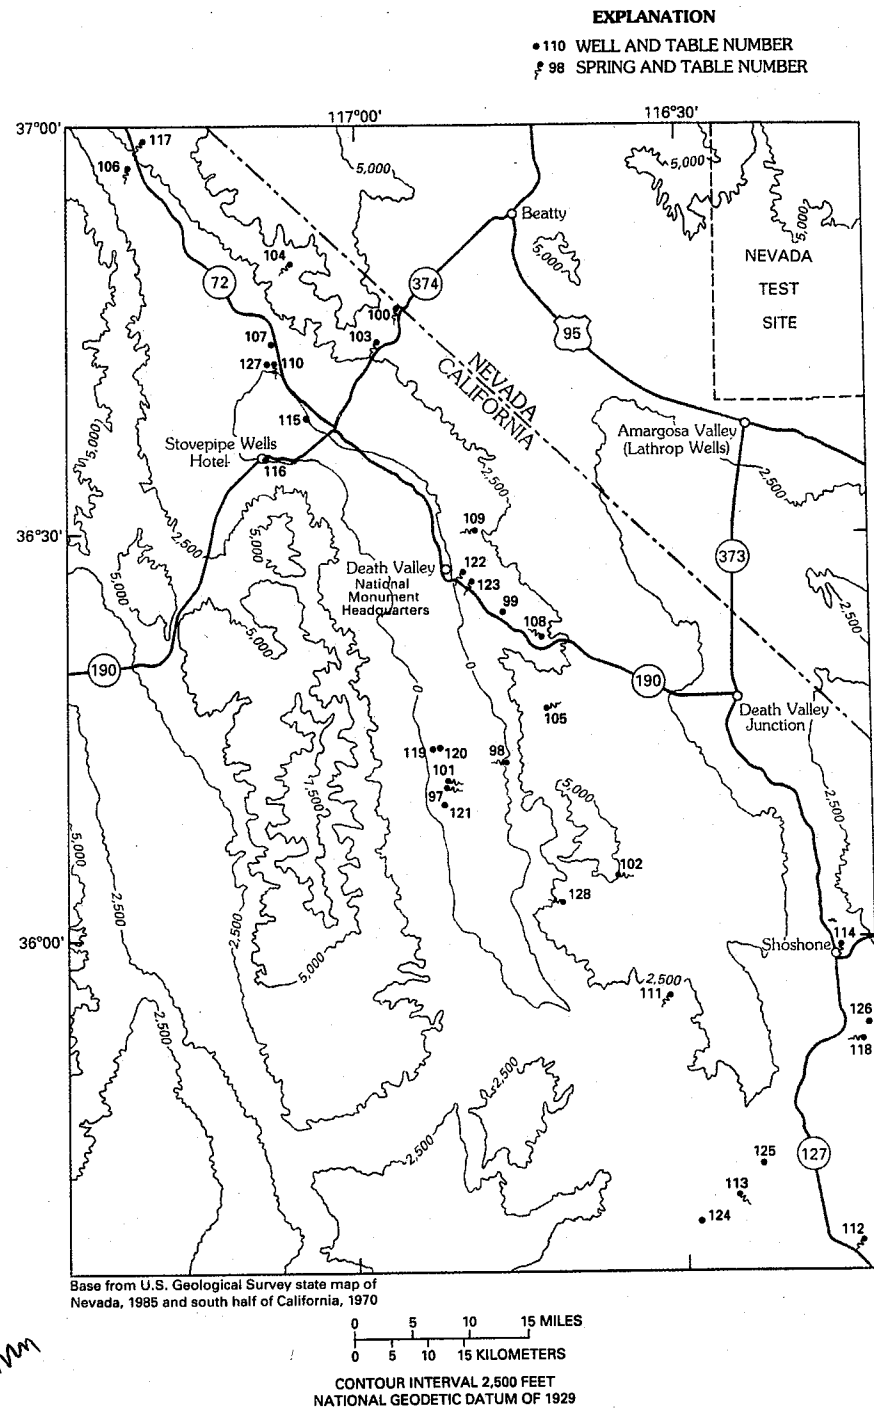 EXPLANATION
110 WELL AND TABLE NUMBER
98 SPRING AND TABLE NUMBER
117°00'
116°30'
37°00'
117
106
5,000
5,000
5,000
5,000
Beatty
5,000
NEVADA
TEST
SITE
104
72
374
100
95
107
103
127
110
NEVADA
CALIFORNIA
115
5,000
Stovepipe Wells
Hotel
116
Amargosa Valley
(Lathrop Wells)
2,500
2,500
36°30'
2,500
5,000
109
373
Death Valley
National
Monument
Headquarters
122
123
5,000
99
2,500
108
5,000
190
190
0
0
105
Death Valley
Junction
119
120
98
101
97
121
7,500
5,000
2,500
5,000
102
128
2,500
2,500
36°00'
5,000
114
Shoshone
2,500
111
126
118
2,500
2,500
2,500
127
125
113
124
112
Base from U.S. Geological Survey state map of
Nevada, 1985 and south half of California, 1970
0 5 10 15 MILES
0 5 10 15 KILOMETERS
CONTOUR INTERVAL 2,500 FEET
NATIONAL GEODETIC DATUM OF 1929